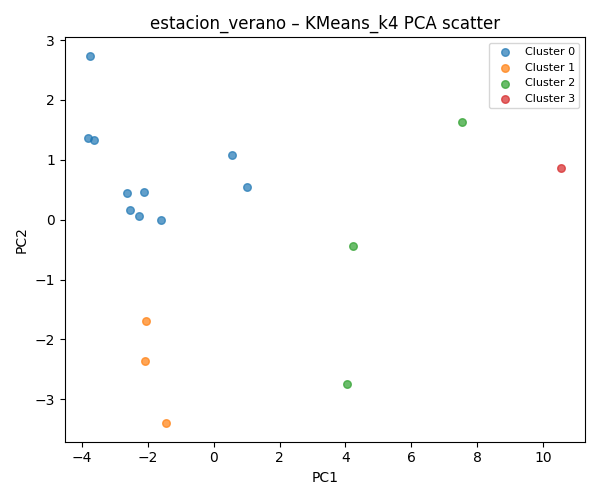 estacion_verano – KMeans_k4 PCA scatter
Cluster 0
Cluster 1
Cluster 2
Cluster 3
3
2
1
0
−1
−2
−3
PC2
−4 −2 0 2 4 6 8 10
PC1